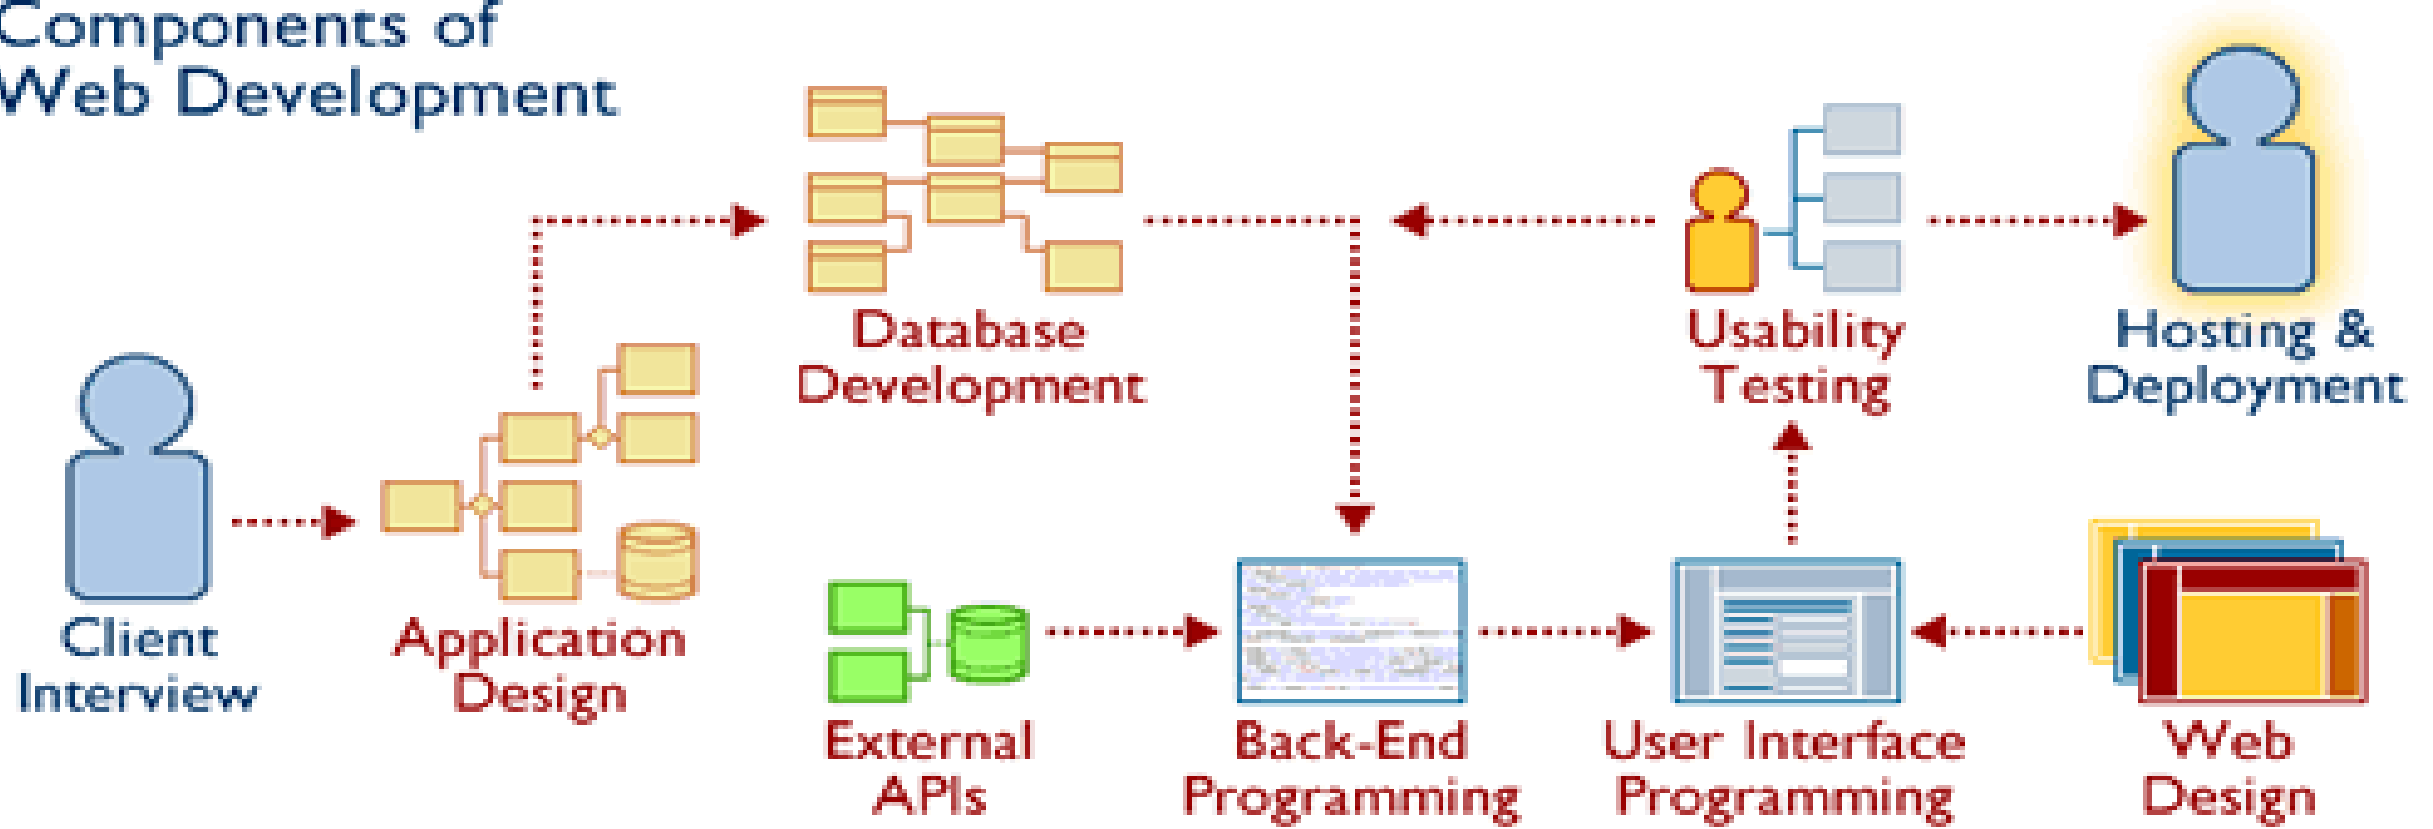 Components of
Web Development
Database
Development
Usability
Testing
Hosting &
Deployment
Client
Interview
Application
Design
External
APIs
Back-End
Programming
User Interface
Programming
Web
Design